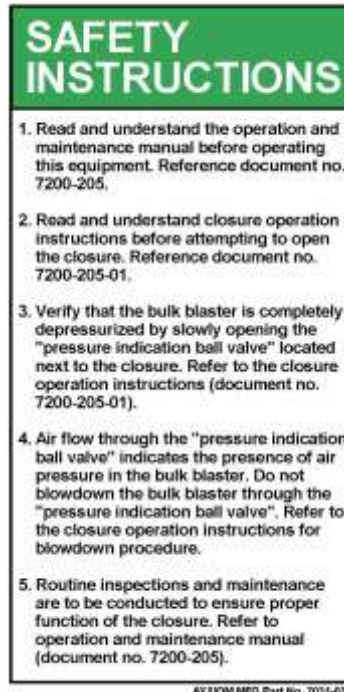 SAFETY
INSTRUCTIONS
1. Read and understand the operation and
maintenance manual before operating
this equipment. Reference document no.
7200-205.
2. Read and understand closure operation
instructions before attempting to open
the closure. Reference document no.
7200-205-01.
3. Verify that the bulk blaster is completely
depressurized by slowly opening the
"pressure indication ball valve" located
next to the closure. Refer to the closure
operation instructions (document no.
7200-205-01).
4. Air flow through the "pressure indication
ball valve" indicates the presence of air
pressure in the bulk blaster. Do not
blowdown the bulk blaster through the
"pressure indication ball valve". Refer to
the closure operation instructions for
blowdown procedure.
5. Routine inspections and maintenance
are to be conducted to ensure proper
function of the closure. Refer to
operation and maintenance manual
(document no. 7200-205).
Part No.